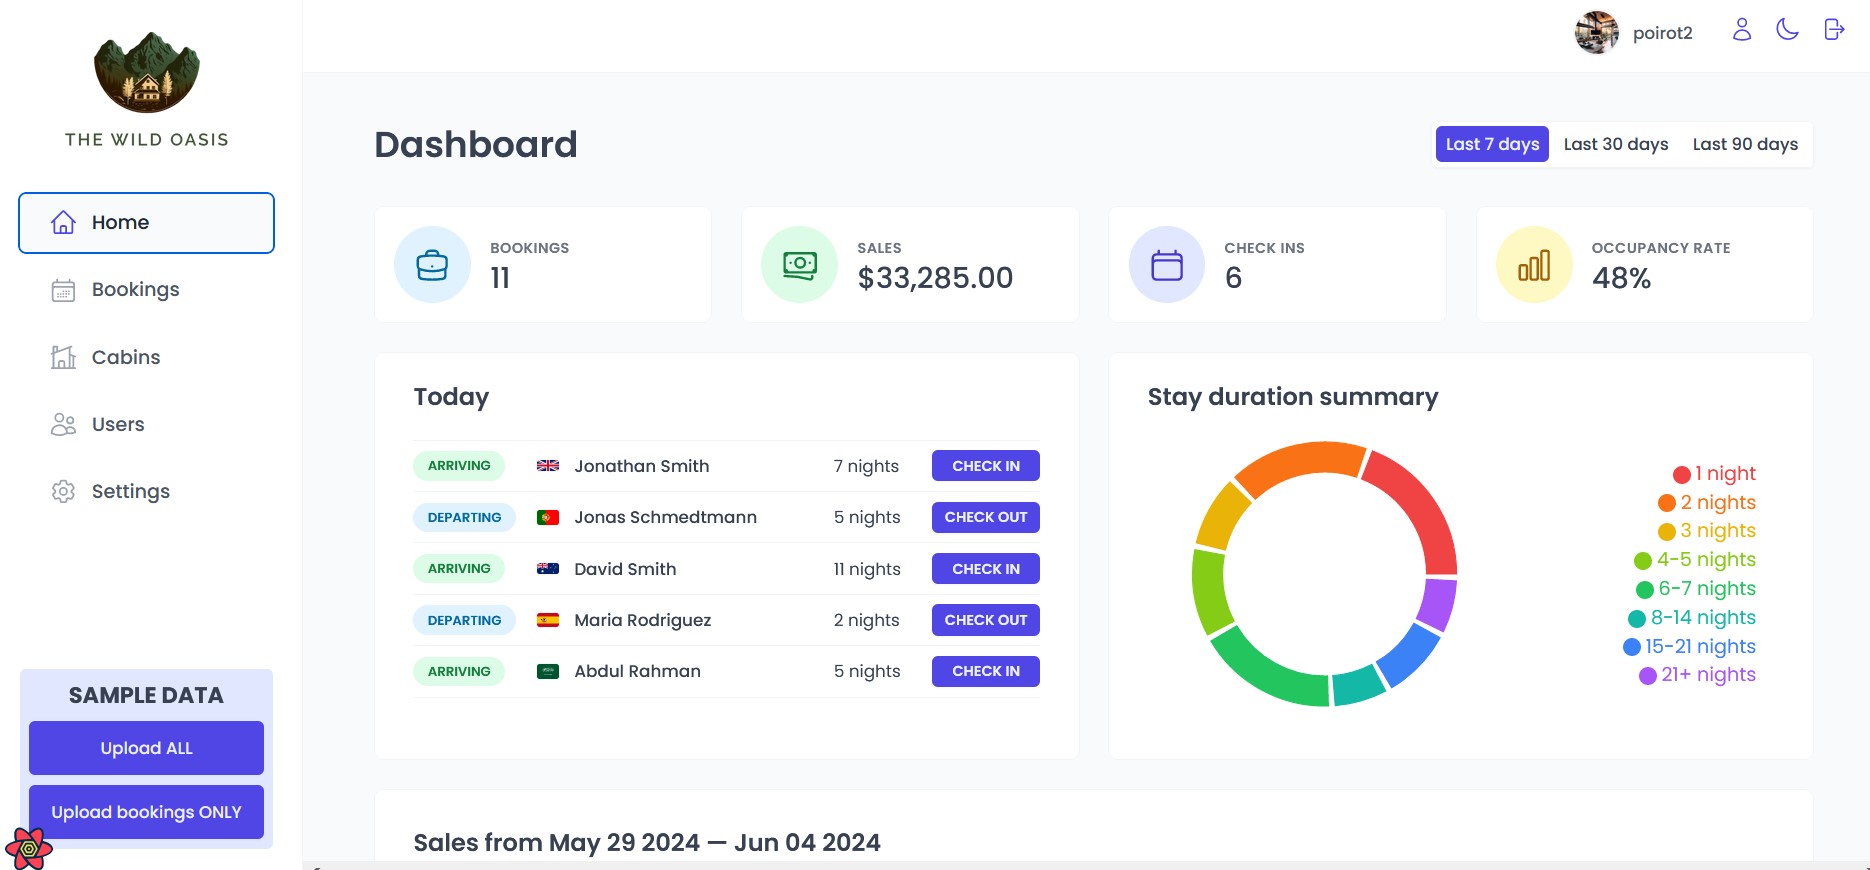 THE WILD OASIS
Home
Bookings
Cabins
Users
Settings
SAMPLE DATA
Upload ALL
Upload bookings ONLY
poirot2
Dashboard
Last 7 days Last 30 days Last 90 days
BOOKINGS
11
SALES
$33,285.00
CHECK INS
6
OCCUPANCY RATE
48%
Today
ARRIVING Jonathan Smith 7 nights CHECK IN
DEPARTING Jonas Schmedtmann 5 nights CHECK OUT
ARRIVING David Smith 11 nights CHECK IN
DEPARTING Maria Rodriguez 2 nights CHECK OUT
ARRIVING Abdul Rahman 5 nights CHECK IN
Stay duration summary
1 night
2 nights
3 nights
4-5 nights
6-7 nights
8-14 nights
15-21 nights
21+ nights
Sales from May 29 2024 — Jun 04 2024